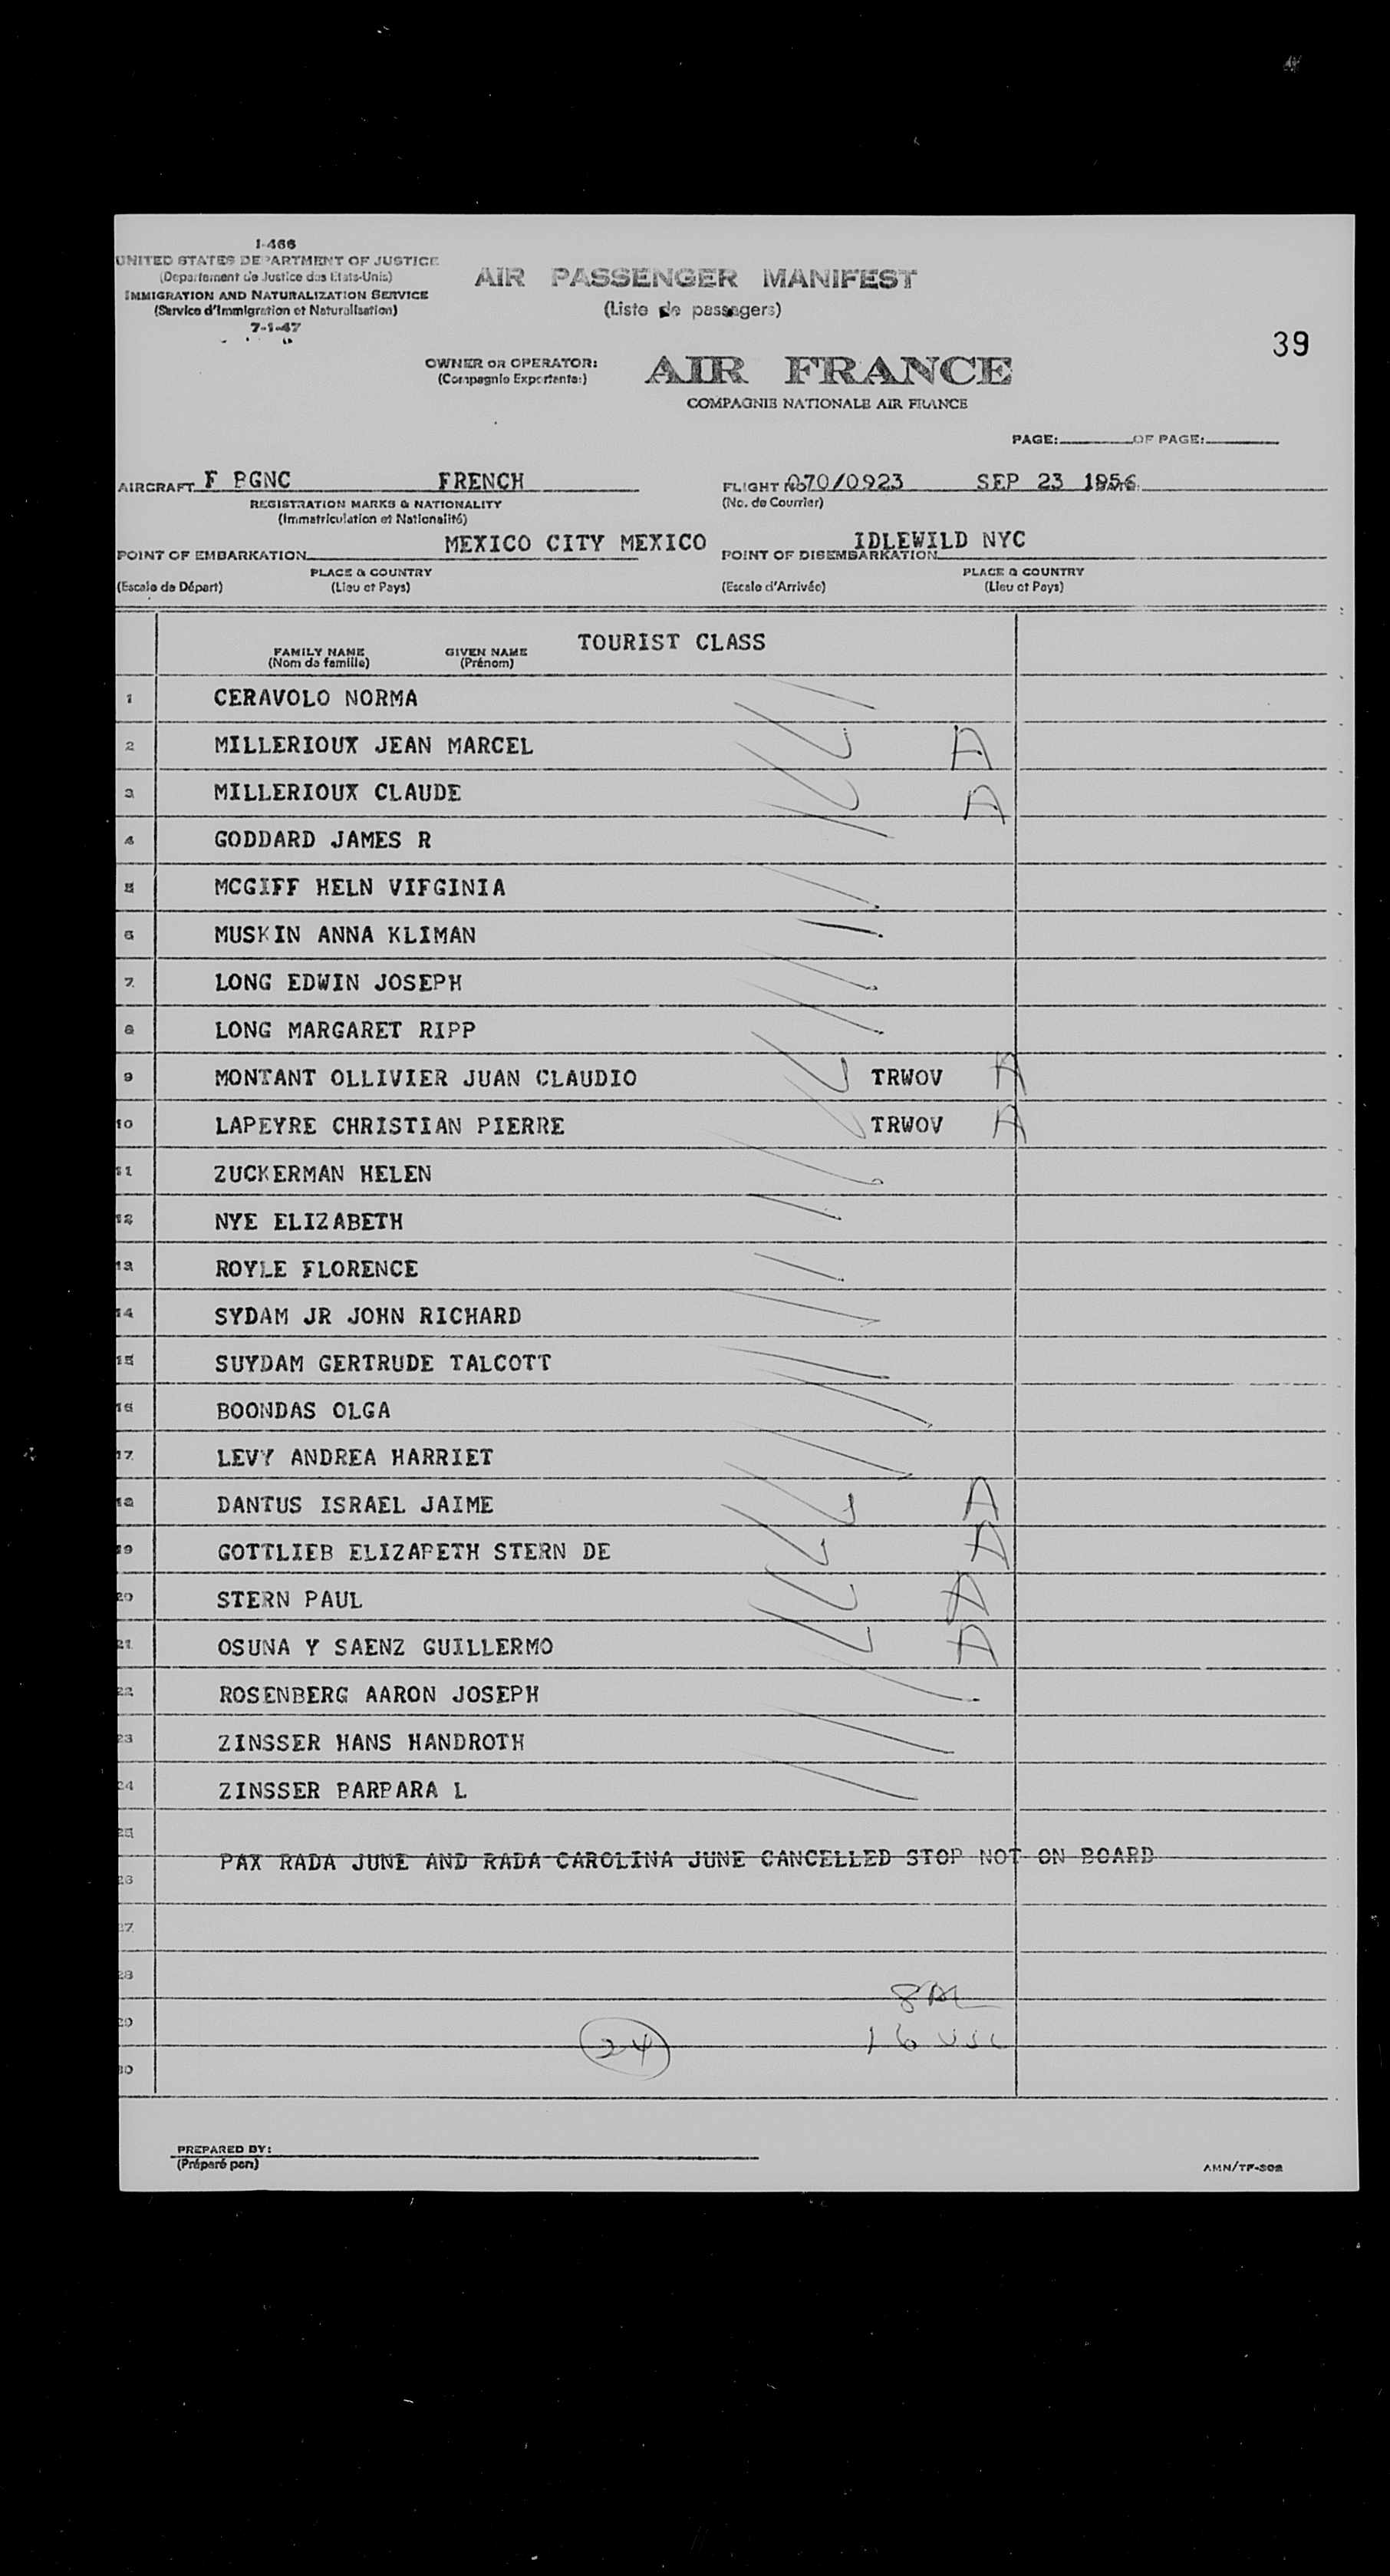 I-466
UNITED STATES DEPARTMENT OF JUSTICE
(Departement de Justice des Etats-Unis)
IMMIGRATION AND NATURALIZATION SERVICE
(Service d'Immigration et Naturalisation)
7-1-47
AIR PASSENGER MANIFEST
(Liste de passagers)
39
OWNER OR OPERATOR:
(Compagnie Exportente:)
AIR FRANCE
COMPAGNIE NATIONALE AIR FRANCE
PAGE: OF PAGE:
AIRCRAFT F BGNC FRENCH
REGISTRATION MARKS & NATIONALITY
(Immatriculation et Nationalité)
FLIGHT No 070/0923 SEP 23 1956
(No. de Courrier)
POINT OF EMBARKATION MEXICO CITY MEXICO
PLACE & COUNTRY
(Escale de Départ) (Lieu et Pays)
POINT OF DISEMBARKATION IDLEWILD NYC
PLACE & COUNTRY
(Escale d'Arrivée) (Lieu et Pays)
FAMILY NAME GIVEN NAME TOURIST CLASS
(Nom de famille) (Prénom)
1 CERAVOLO NORMA
2 MILLERIOUX JEAN MARCEL A
3 MILLERIOUX CLAUDE A
4 GODDARD JAMES R
5 MCGIFF HELN VIFGINIA
6 MUSKIN ANNA KLIMAN
7 LONG EDWIN JOSEPH
8 LONG MARGARET RIPP
9 MONTANT OLLIVIER JUAN CLAUDIO TRWOV A
10 LAPEYRE CHRISTIAN PIERRE TRWOV A
11 ZUCKERMAN HELEN
12 NYE ELIZABETH
13 ROYLE FLORENCE
14 SYDAM JR JOHN RICHARD
15 SUYDAM GERTRUDE TALCOTT
16 BOONDAS OLGA
17 LEVY ANDREA HARRIET
18 DANTUS ISRAEL JAIME A
19 GOTTLIEB ELIZAPETH STERN DE A
20 STERN PAUL A
21 OSUNA Y SAENZ GUILLERMO A
22 ROSENBERG AARON JOSEPH
23 ZINSSER HANS HANDROTH
24 ZINSSER BARBARA L
25
PAX RADA JUNE AND RADA CAROLINA JUNE CANCELLED STOP NOT ON BOARD
26
27
28
8
29
24 16 USC
30
PREPARED BY:
(Préparé par)
AMN/TF-302